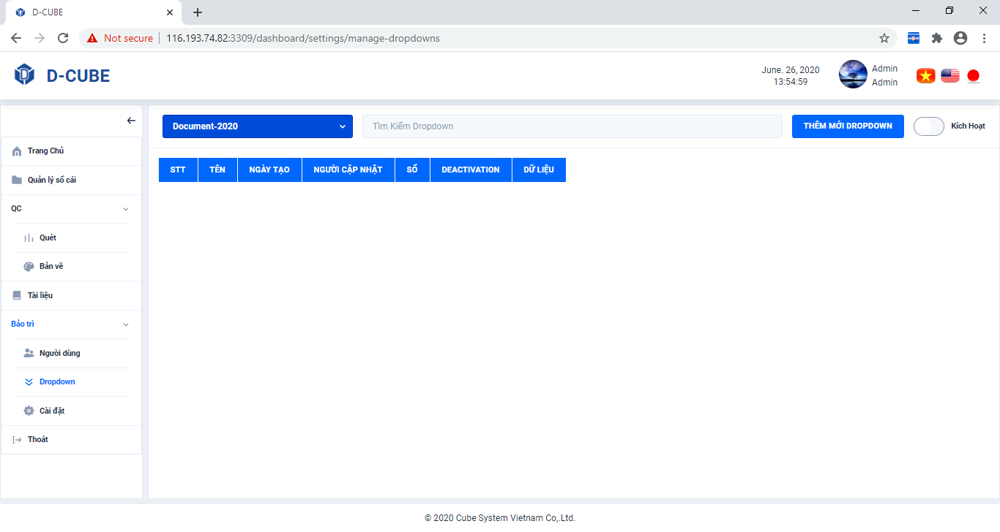 D-CUBE
Not secure
116.193.74.82:3309/dashboard/settings/manage-dropdowns
D-CUBE
June. 26, 2020
13:54:59
Admin
Admin
Document-2020
Tìm Kiếm Dropdown
THÊM MỚI DROPDOWN
Kích Hoạt
Trang Chủ
Quản lý sổ cái
QC
Quét
Bản vẽ
Tài liệu
Bảo trì
Người dùng
Dropdown
Cài đặt
Thoát
STT TÊN NGÀY TẠO NGƯỜI CẬP NHẬT SỔ DEACTIVATION DỮ LIỆU
© 2020 Cube System Vietnam Co,.Ltd.